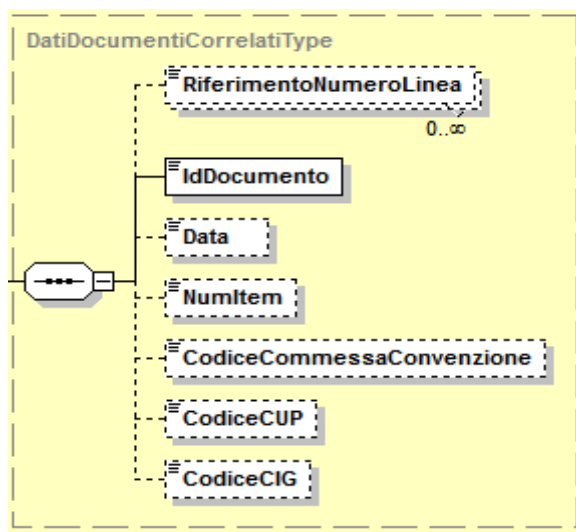 DatiDocumentiCorrelatiType
RiferimentoNumeroLinea
0..∞
IdDocumento
Data
NumItem
CodiceCommessaConvenzione
CodiceCUP
CodiceCIG